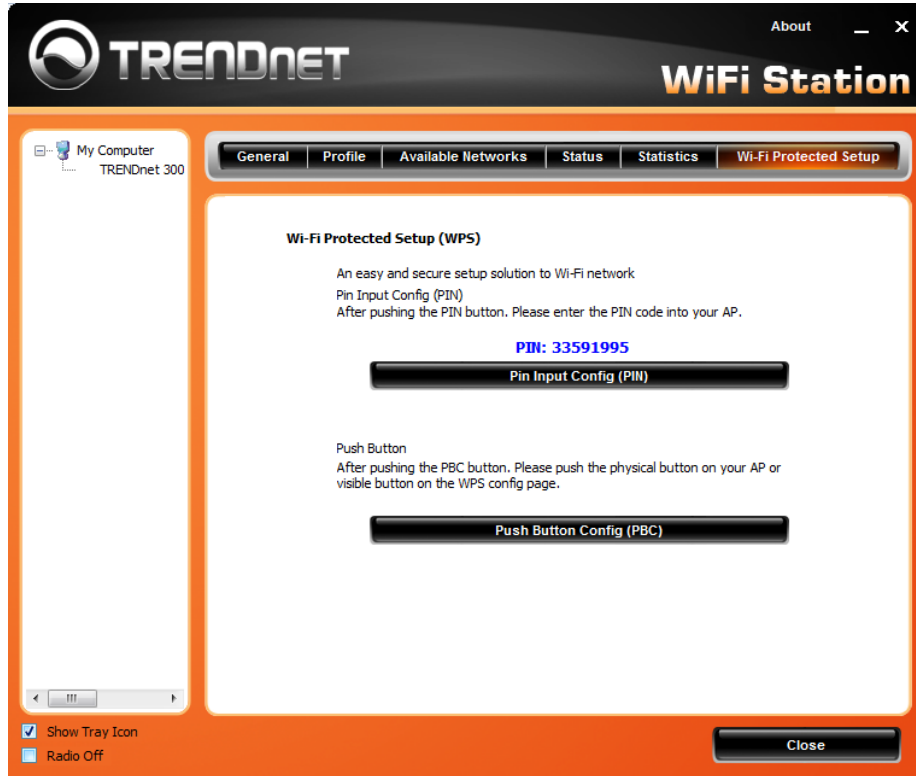 TRENDNET
About
WiFi Station
My Computer
TRENDnet 300
General Profile Available Networks Status Statistics Wi-Fi Protected Setup
Wi-Fi Protected Setup (WPS)
An easy and secure setup solution to Wi-Fi network
Pin Input Config (PIN)
After pushing the PIN button. Please enter the PIN code into your AP.
PIN: 33591995
Pin Input Config (PIN)
Push Button
After pushing the PBC button. Please push the physical button on your AP or
visible button on the WPS config page.
Push Button Config (PBC)
Show Tray Icon
Radio Off
Close